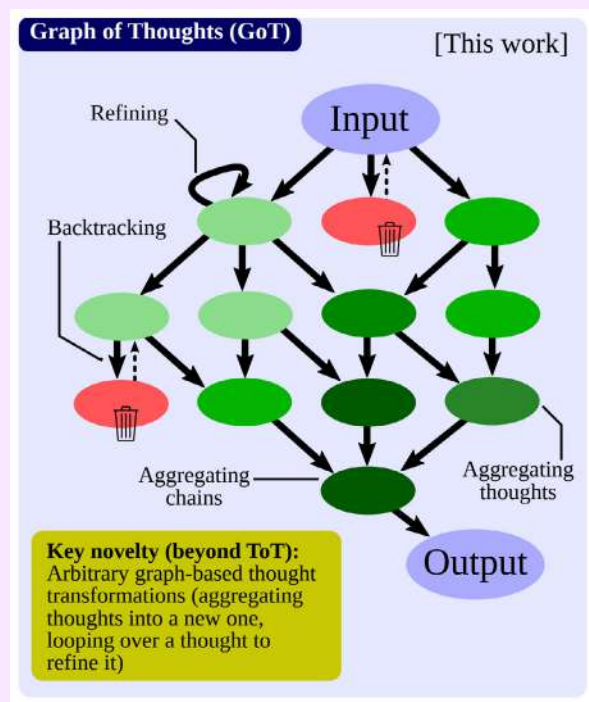 Graph of Thoughts (GoT)
[This work]
Refining
Input
Backtracking
Aggregating
chains
Aggregating
thoughts
Output
Key novelty (beyond ToT):
Arbitrary graph-based thought
transformations (aggregating
thoughts into a new one,
looping over a thought to
refine it)